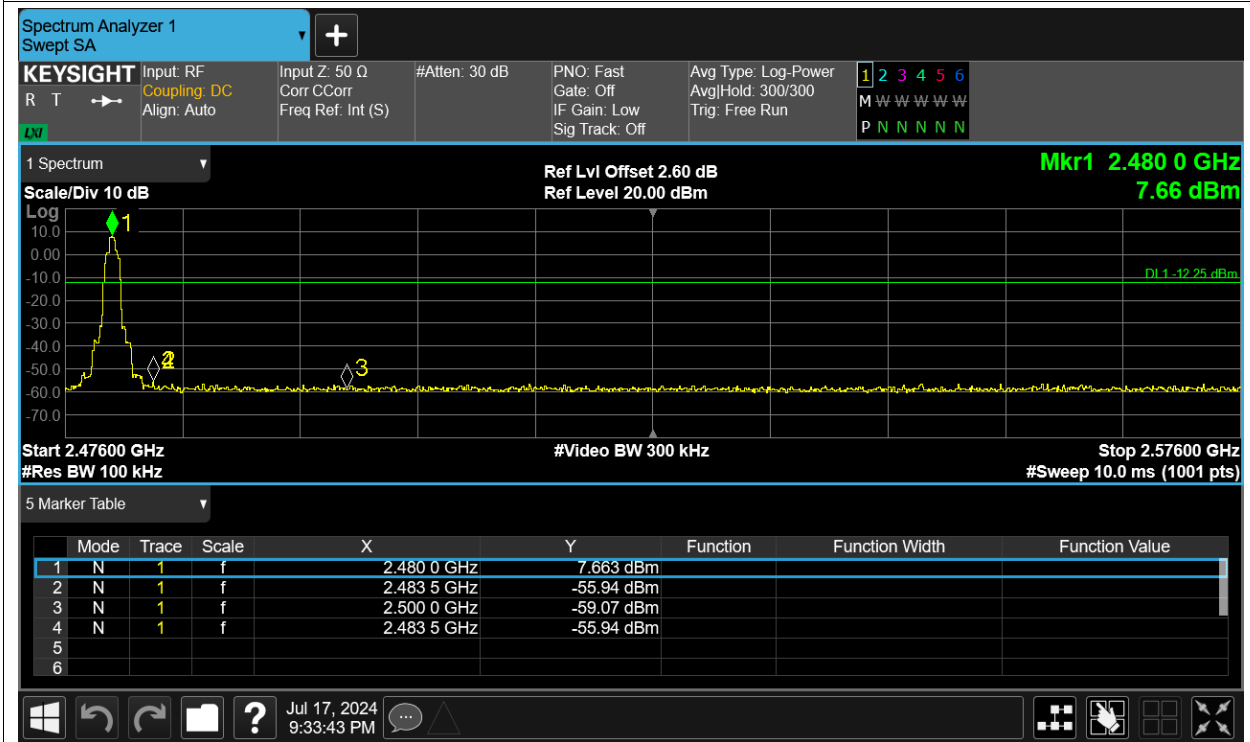 Spectrum Analyzer 1
Swept SA
+
KEYSIGHT Input: RF Input Z: 50 Ω #Atten: 30 dB PNO: Fast Avg Type: Log-Power 1 2 3 4 5 6
R T Coupling: DC Corr CCorr Gate: Off Avg|Hold: 300/300 M W W W W W
Align: Auto Freq Ref: Int (S) IF Gain: Low Trig: Free Run
LXI Sig Track: Off P N N N N N
1 Spectrum Ref Lvl Offset 2.60 dB Mkr1 2.480 0 GHz
Scale/Div 10 dB Ref Level 20.00 dBm 7.66 dBm
Log
1
10.0
0.00
-10.0 DL1 -12.25 dBm
-20.0
-30.0
-40.0
-50.0 3
-60.0
-70.0
Start 2.47600 GHz #Video BW 300 kHz Stop 2.57600 GHz
#Res BW 100 kHz #Sweep 10.0 ms (1001 pts)
5 Marker Table
Mode Trace Scale X Y Function Function Width Function Value
1 N 1 f 2.480 0 GHz 7.663 dBm
2 N 1 f 2.483 5 GHz -55.94 dBm
3 N 1 f 2.500 0 GHz -59.07 dBm
4 N 1 f 2.483 5 GHz -55.94 dBm
5
6
? Jul 17, 2024
9:33:43 PM